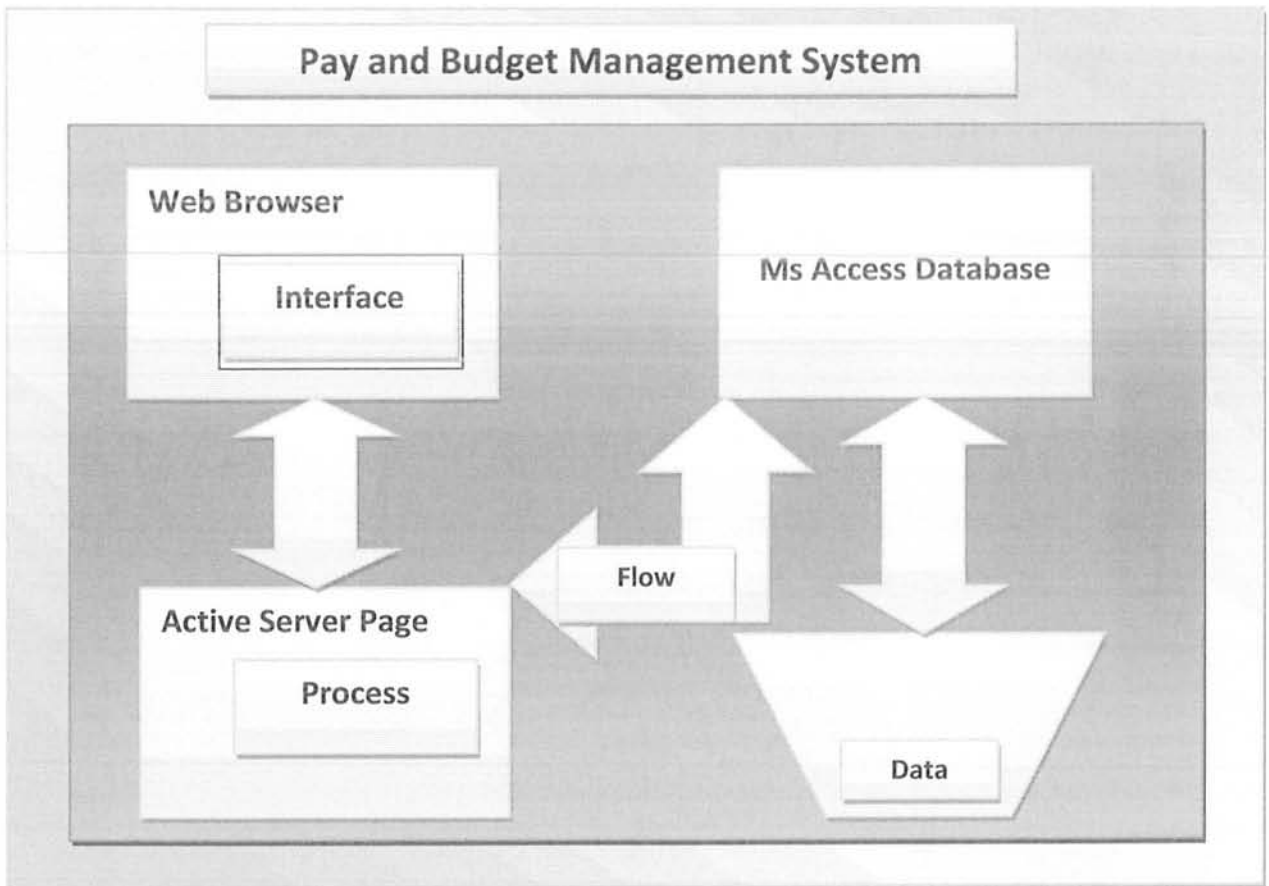 Pay and Budget Management System
Web Browser
Interface
Ms Access Database
Flow
Active Server Page
Process
Data